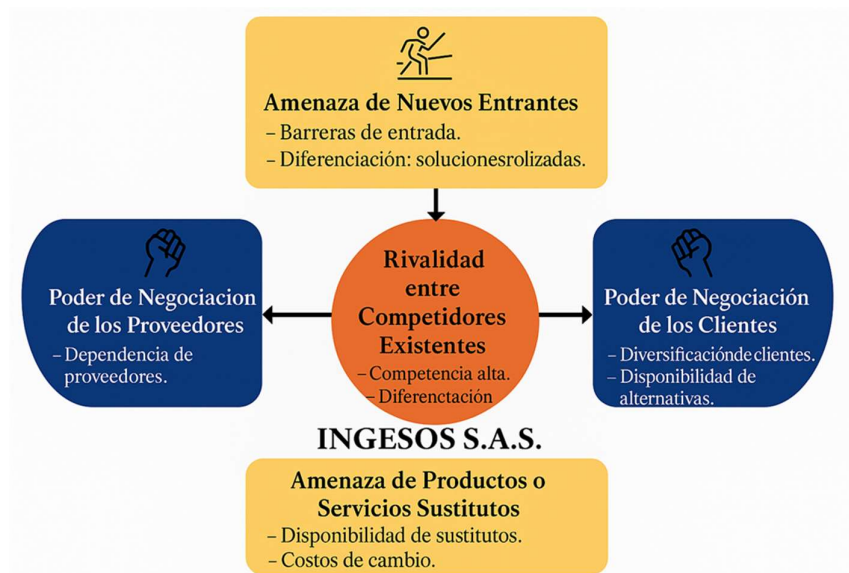 Amenaza de Nuevos Entrantes
– Barreras de entrada.
– Diferenciación: solucionesrolizadas.
Poder de Negociacion
de los Proveedores
– Dependencia de
proveedores.
Rivalidad
entre
Competidores
Existentes
– Competencia alta.
– Diferenctación
Poder de Negociación
de los Clientes
– Diversificaciónde clientes.
– Disponibilidad de
alternativas.
INGESOS S.A.S.
Amenaza de Productos o
Servicios Sustitutos
– Disponibilidad de sustitutos.
– Costos de cambio.